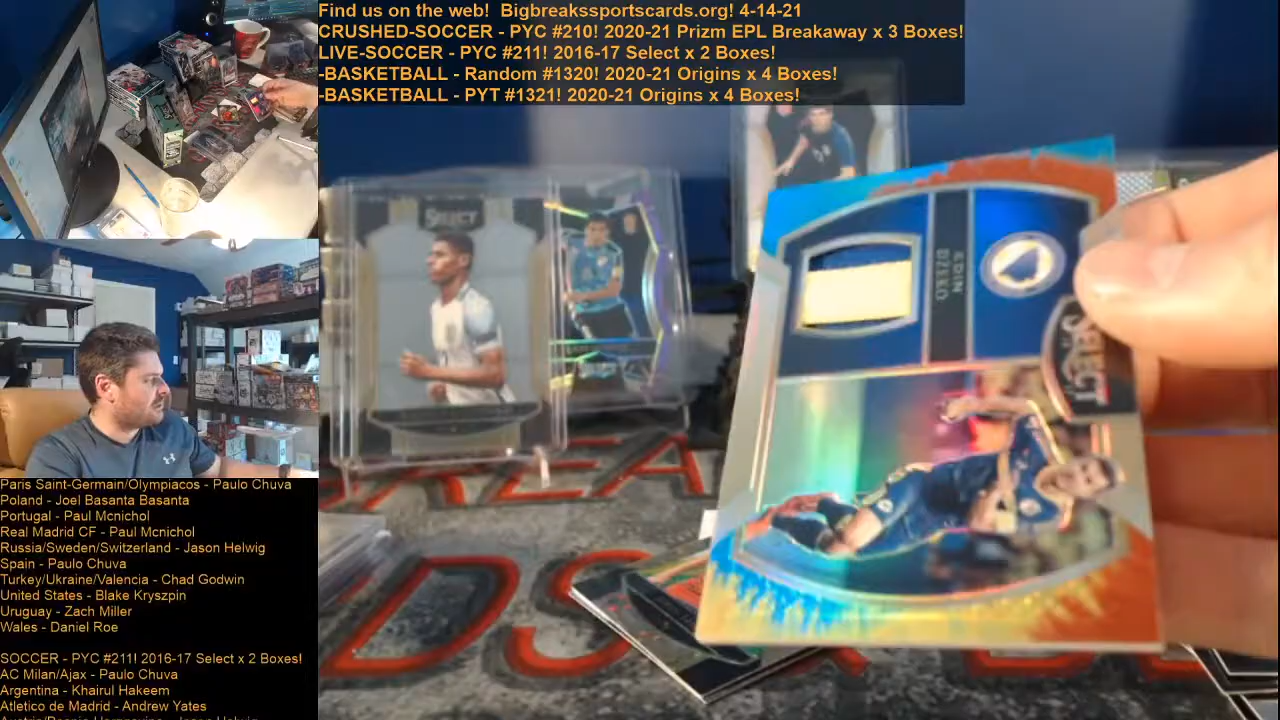 Find us on the web!  Bigbreakssportscards.org! 4-14-21
CRUSHED-SOCCER - PYC #210! 2020-21 Prizm EPL Breakaway x 3 Boxes!
LIVE-SOCCER - PYC #211! 2016-17 Select x 2 Boxes!
-BASKETBALL - Random #1320! 2020-21 Origins x 4 Boxes!
-BASKETBALL - PYT #1321! 2020-21 Origins x 4 Boxes!
SELECT
EDIN
DZEKO
SELECT
Paris Saint-Germain/Olympiacos - Paulo Chuva
Poland - Joel Basanta Basanta
Portugal - Paul Mcnichol
Real Madrid CF - Paul Mcnichol
Russia/Sweden/Switzerland - Jason Helwig
Spain - Paulo Chuva
Turkey/Ukraine/Valencia - Chad Godwin
United States - Blake Kryszpin
Uruguay - Zach Miller
Wales - Daniel Roe
SOCCER - PYC #211! 2016-17 Select x 2 Boxes!
AC Milan/Ajax - Paulo Chuva
Argentina - Khairul Hakeem
Atletico de Madrid - Andrew Yates